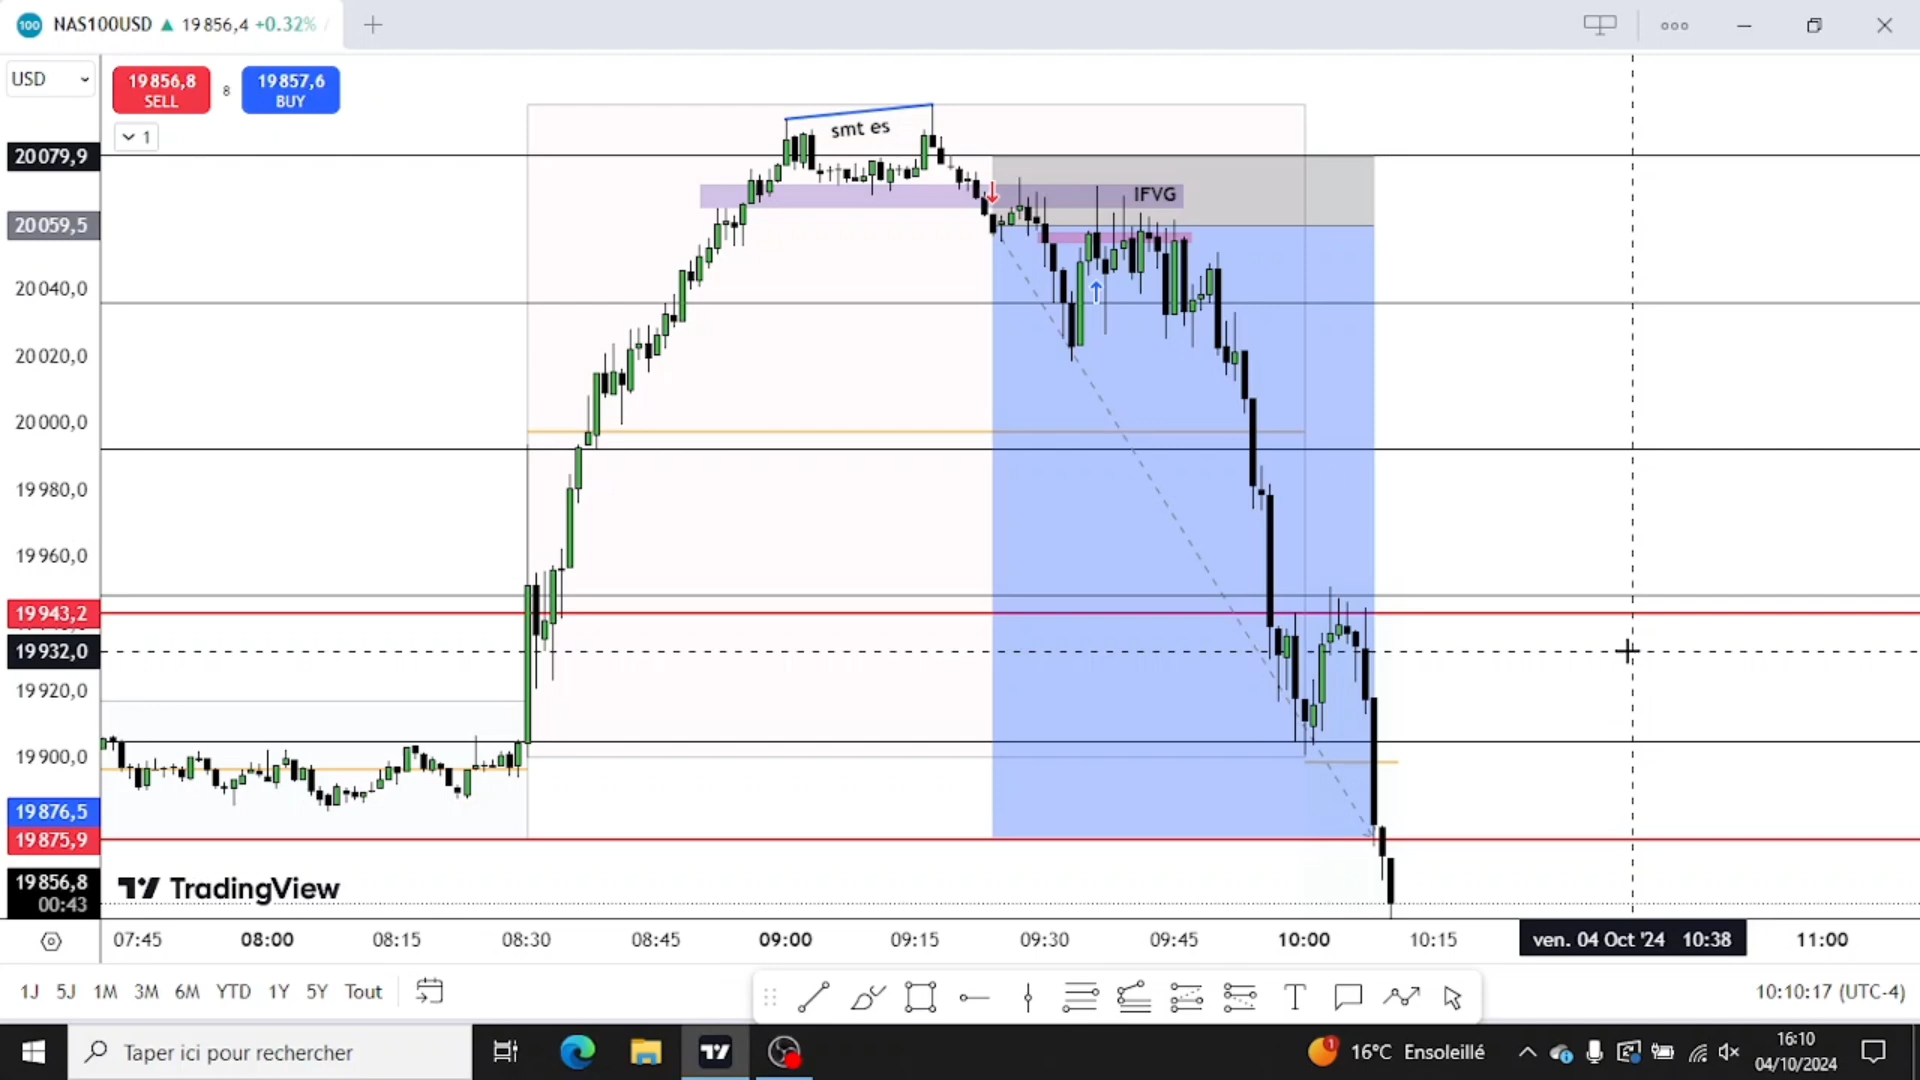 100 NAS100USD ▲ 19 856,4 +0.32% /
USD
19 856,8
SELL
8
19 857,6
BUY
1
smt es
IFVG
20 079,9
20 059,5
20 040,0
20 020,0
20 000,0
19 980,0
19 960,0
19 943,2
19 932,0
19 920,0
19 900,0
19 876,5
19 875,9
19 856,8
00:43
TradingView
07:45 08:00 08:15 08:30 08:45 09:00 09:15 09:30 09:45 10:00 10:15 ven. 04 Oct '24 10:38 11:00
1J 5J 1M 3M 6M YTD 1Y 5Y Tout
T
10:10:17 (UTC-4)
Taper ici pour rechercher
1
16°C Ensoleillé
16:10
04/10/2024